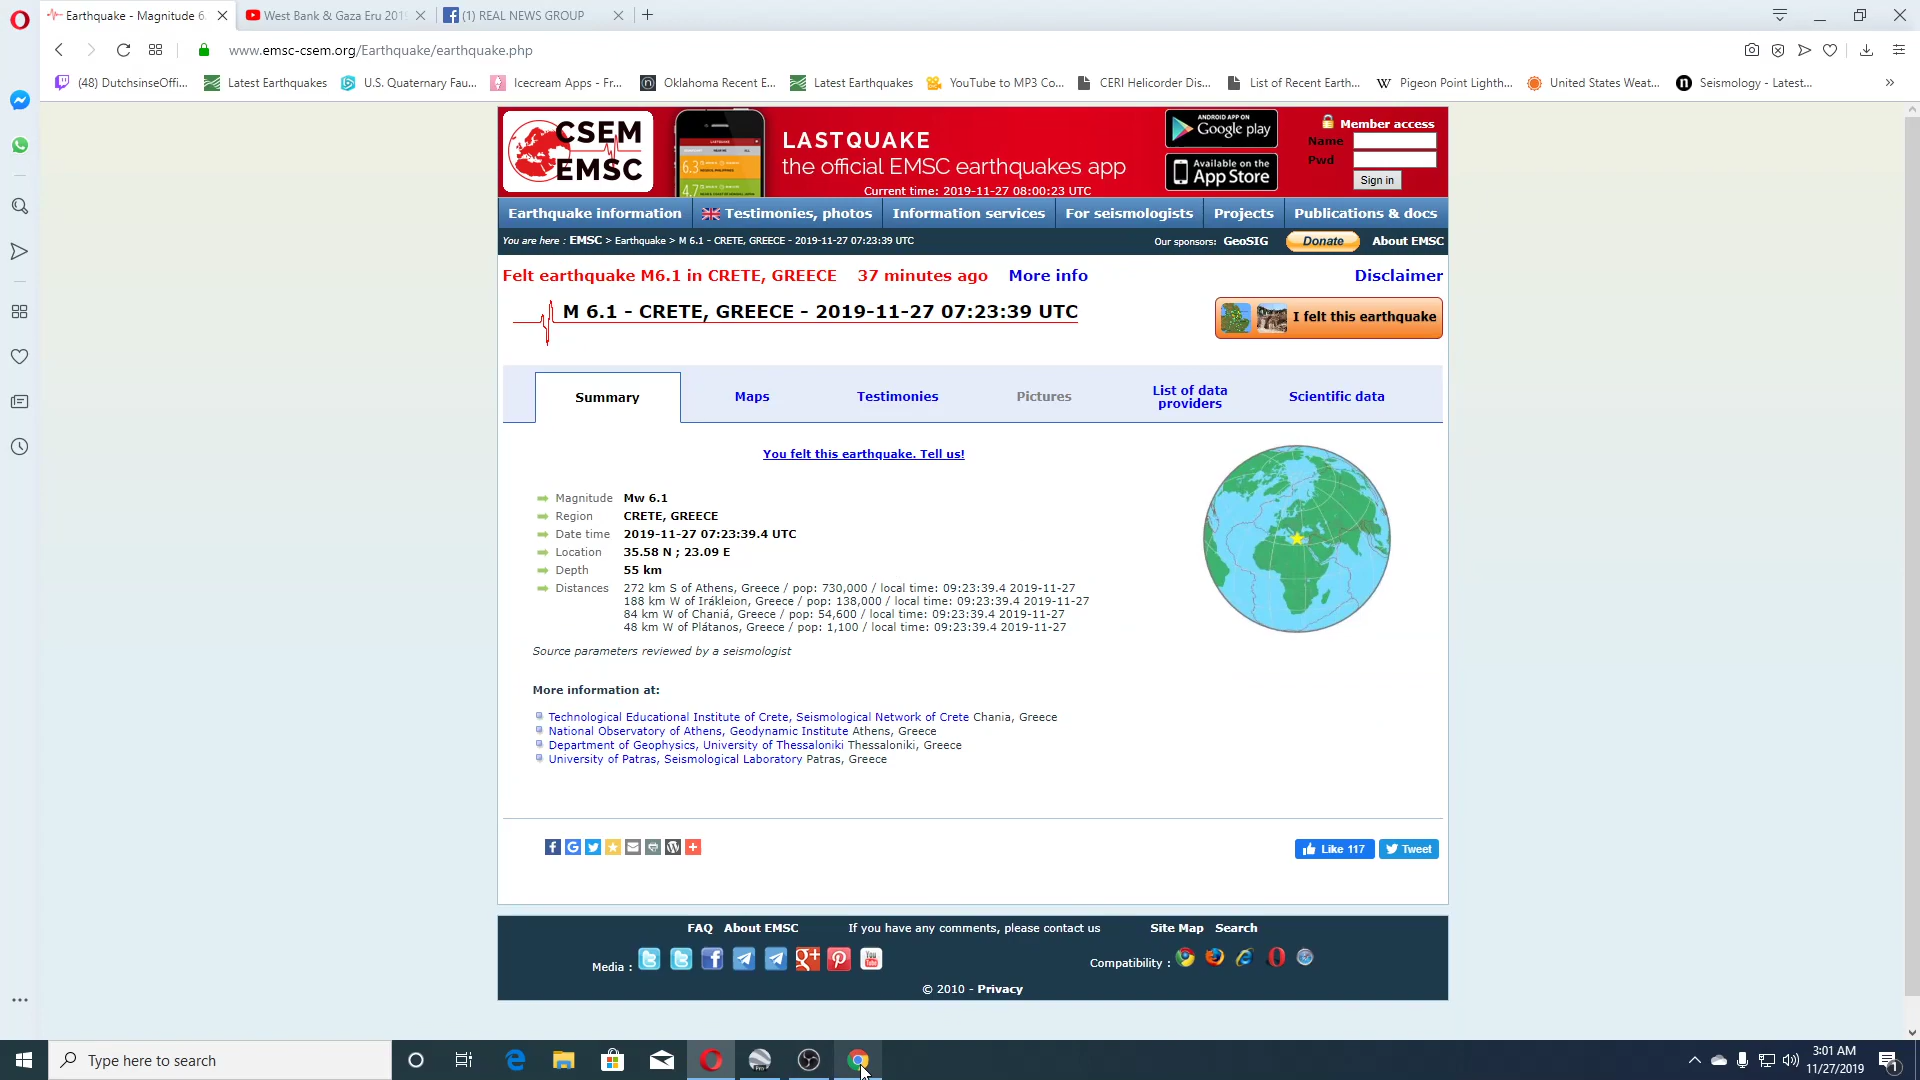 Earthquake - Magnitude 6.
West Bank & Gaza Eru 201
(1) REAL NEWS GROUP
www.emsc-csem.org/Earthquake/earthquake.php
(48) DutchsinseOffi...
Latest Earthquakes
U.S. Quaternary Fau...
Icecream Apps - Fr...
Oklahoma Recent E...
Latest Earthquakes
YouTube to MP3 Co...
CERI Helicorder Dis...
List of Recent Earth...
Pigeon Point Lighth...
United States Weat...
Seismology - Latest...
CSEM
EMSC
LASTQUAKE
6.3
4.7
LASTQUAKE
the official EMSC earthquakes app
Current time: 2019-11-27 08:00:23 UTC
ANDROID APP ON
Google play
Available on the
App Store
Member access
Name
Pwd
Sign in
Earthquake information
Testimonies, photos
Information services
For seismologists
Projects
Publications & docs
You are here : EMSC > Earthquake > M 6.1 - CRETE, GREECE - 2019-11-27 07:23:39 UTC
Our sponsors: GeoSIG
Donate
About EMSC
Felt earthquake M6.1 in CRETE, GREECE 37 minutes ago More info
Disclaimer
M 6.1 - CRETE, GREECE - 2019-11-27 07:23:39 UTC
I felt this earthquake
Summary
Maps
Testimonies
Pictures
List of data
providers
Scientific data
You felt this earthquake. Tell us!
Magnitude Mw 6.1
Region CRETE, GREECE
Date time 2019-11-27 07:23:39.4 UTC
Location 35.58 N ; 23.09 E
Depth 55 km
Distances 272 km S of Athens, Greece / pop: 730,000 / local time: 09:23:39.4 2019-11-27
188 km W of Irákleion, Greece / pop: 138,000 / local time: 09:23:39.4 2019-11-27
84 km W of Chaniá, Greece / pop: 54,600 / local time: 09:23:39.4 2019-11-27
48 km W of Plátanos, Greece / pop: 1,100 / local time: 09:23:39.4 2019-11-27
Source parameters reviewed by a seismologist
More information at:
Technological Educational Institute of Crete, Seismological Network of Crete Chania, Greece
National Observatory of Athens, Geodynamic Institute Athens, Greece
Department of Geophysics, University of Thessaloniki Thessaloniki, Greece
University of Patras, Seismological Laboratory Patras, Greece
Like 117
Tweet
FAQ About EMSC
If you have any comments, please contact us
Site Map Search
Media :
Compatibility :
© 2010 - Privacy
Type here to search
3:01 AM
11/27/2019
1